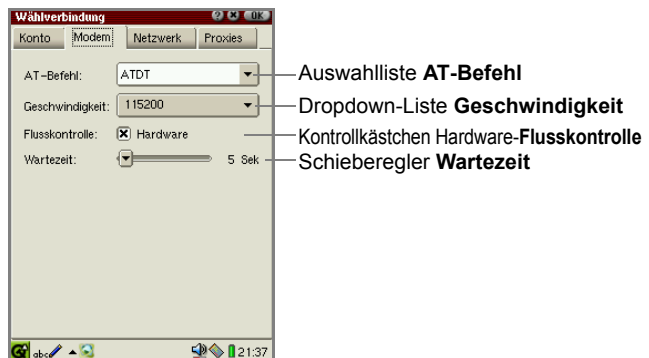 Wählverbindung ? × OK
Konto Modem Netzwerk Proxies
AT-Befehl: ATDT
Auswahlliste AT-Befehl
Geschwindigkeit: 115200
Dropdown-Liste Geschwindigkeit
Flusskontrolle: Hardware
Kontrollkästchen Hardware-Flusskontrolle
Wartezeit: 5 Sek
Schieberegler Wartezeit
abc 21:37